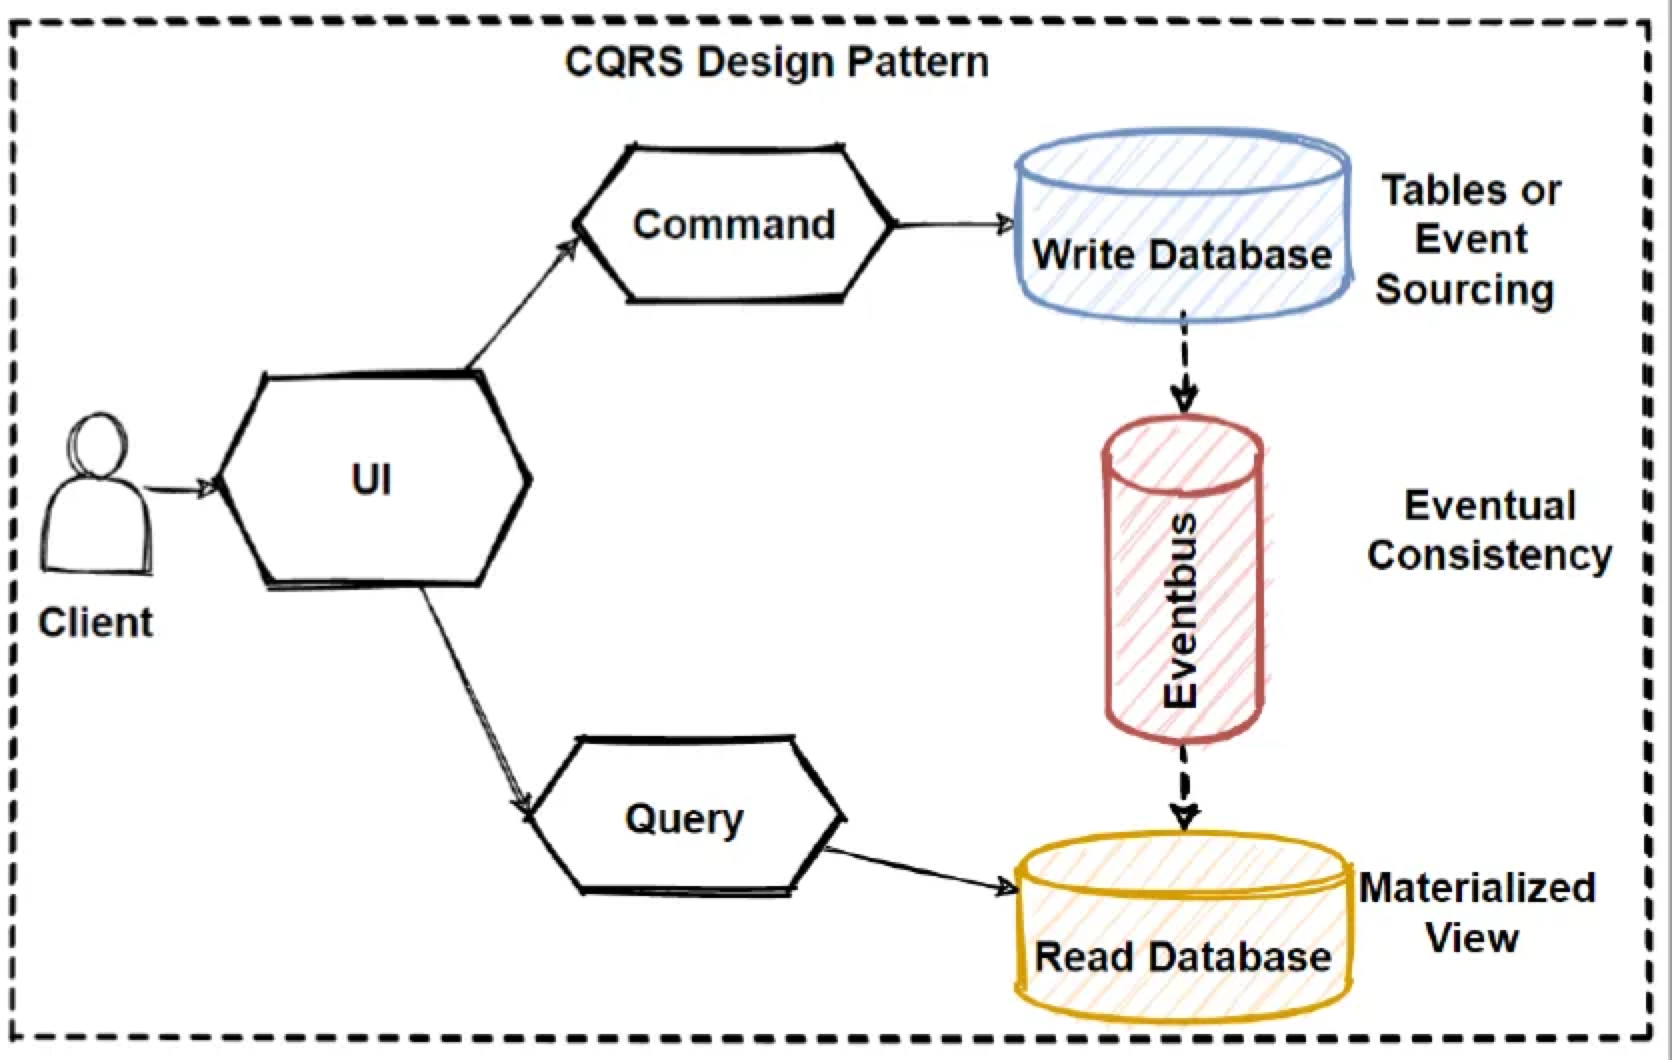 CQRS Design Pattern
Command
Write Database
Tables or
Event
Sourcing
UI
Client
Eventbus
Eventual
Consistency
Query
Read Database
Materialized
View